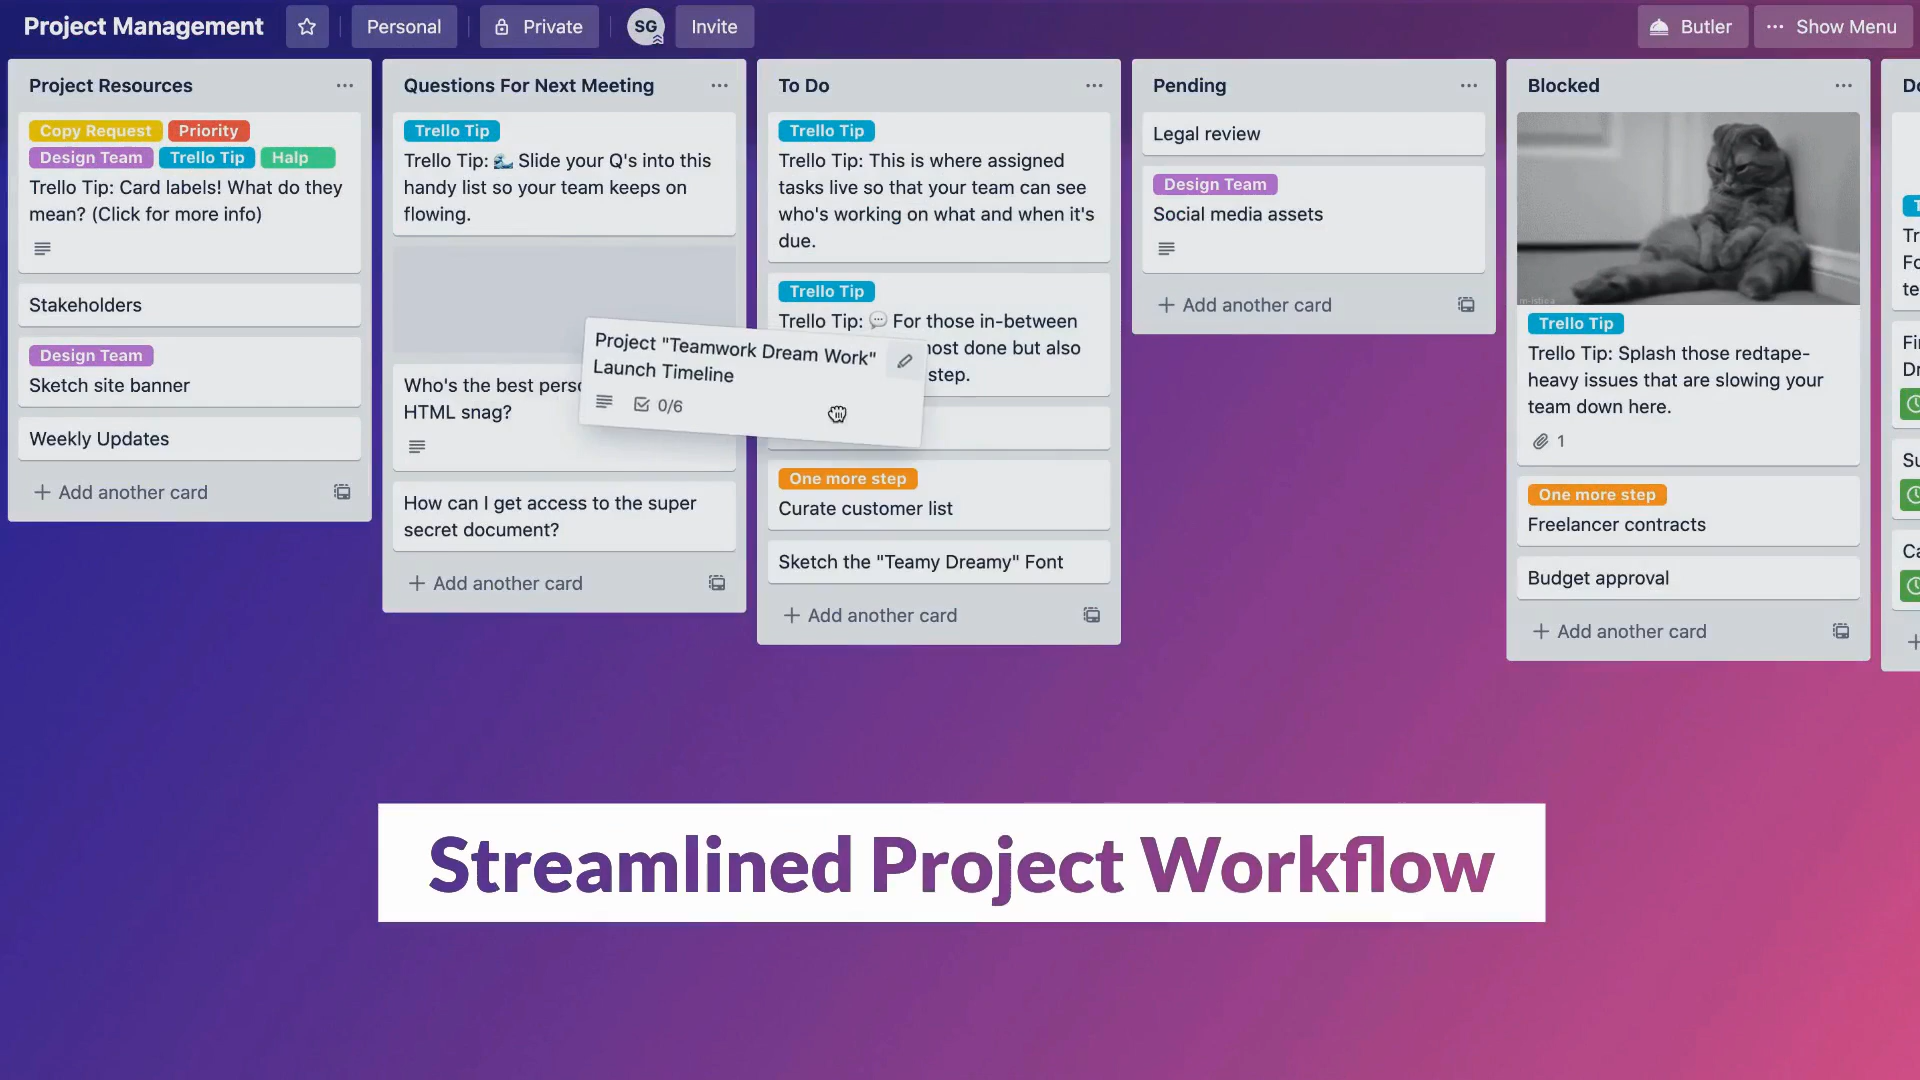 Project Management
Personal
Private
SG
Invite
Butler
Show Menu
Project Resources
Copy Request
Priority
Design Team
Trello Tip
Halp
Trello Tip: Card labels! What do they
mean? (Click for more info)
Stakeholders
Design Team
Sketch site banner
Weekly Updates
Add another card
Questions For Next Meeting
Trello Tip
Trello Tip: 🌊 Slide your Q's into this
handy list so your team keeps on
flowing.
Who's the best
HTML snag?
How can I get access to the super
secret document?
Add another card
Project "Teamwork Dream Work"
Launch Timeline
0/6
To Do
Trello Tip
Trello Tip: This is where assigned
tasks live so that your team can see
who's working on what and when it's
due.
Trello Tip
Trello Tip: 💬 For those in-between
done but also
step.
One more step
Curate customer list
Sketch the "Teamy Dreamy" Font
Add another card
Pending
Legal review
Design Team
Social media assets
Add another card
Blocked
Trello Tip
Trello Tip: Splash those redtape-
heavy issues that are slowing your
team down here.
1
One more step
Freelancer contracts
Budget approval
Add another card
Streamlined Project Workflow